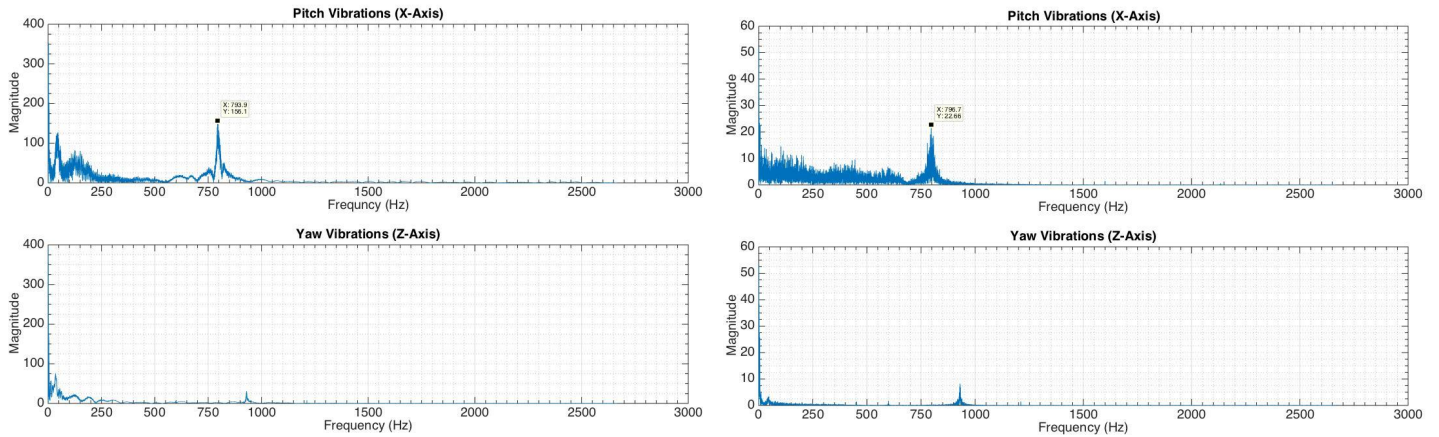 Pitch Vibrations (X-Axis)
400
300
200
100
0
Magnitude
X: 793.9
Y: 156.1
0 250 500 750 1000 1500 2000 2500 3000
Frequncy (Hz)
Pitch Vibrations (X-Axis)
60
50
40
30
20
10
0
Magnitude
X: 796.7
Y: 22.66
0 250 500 750 1000 1500 2000 2500 3000
Frequency (Hz)
Yaw Vibrations (Z-Axis)
400
300
200
100
0
Magnitude
0 250 500 750 1000 1500 2000 2500 3000
Frequency (Hz)
Yaw Vibrations (Z-Axis)
60
50
40
30
20
10
0
Magnitude
0 250 500 750 1000 1500 2000 2500 3000
Frequency (Hz)